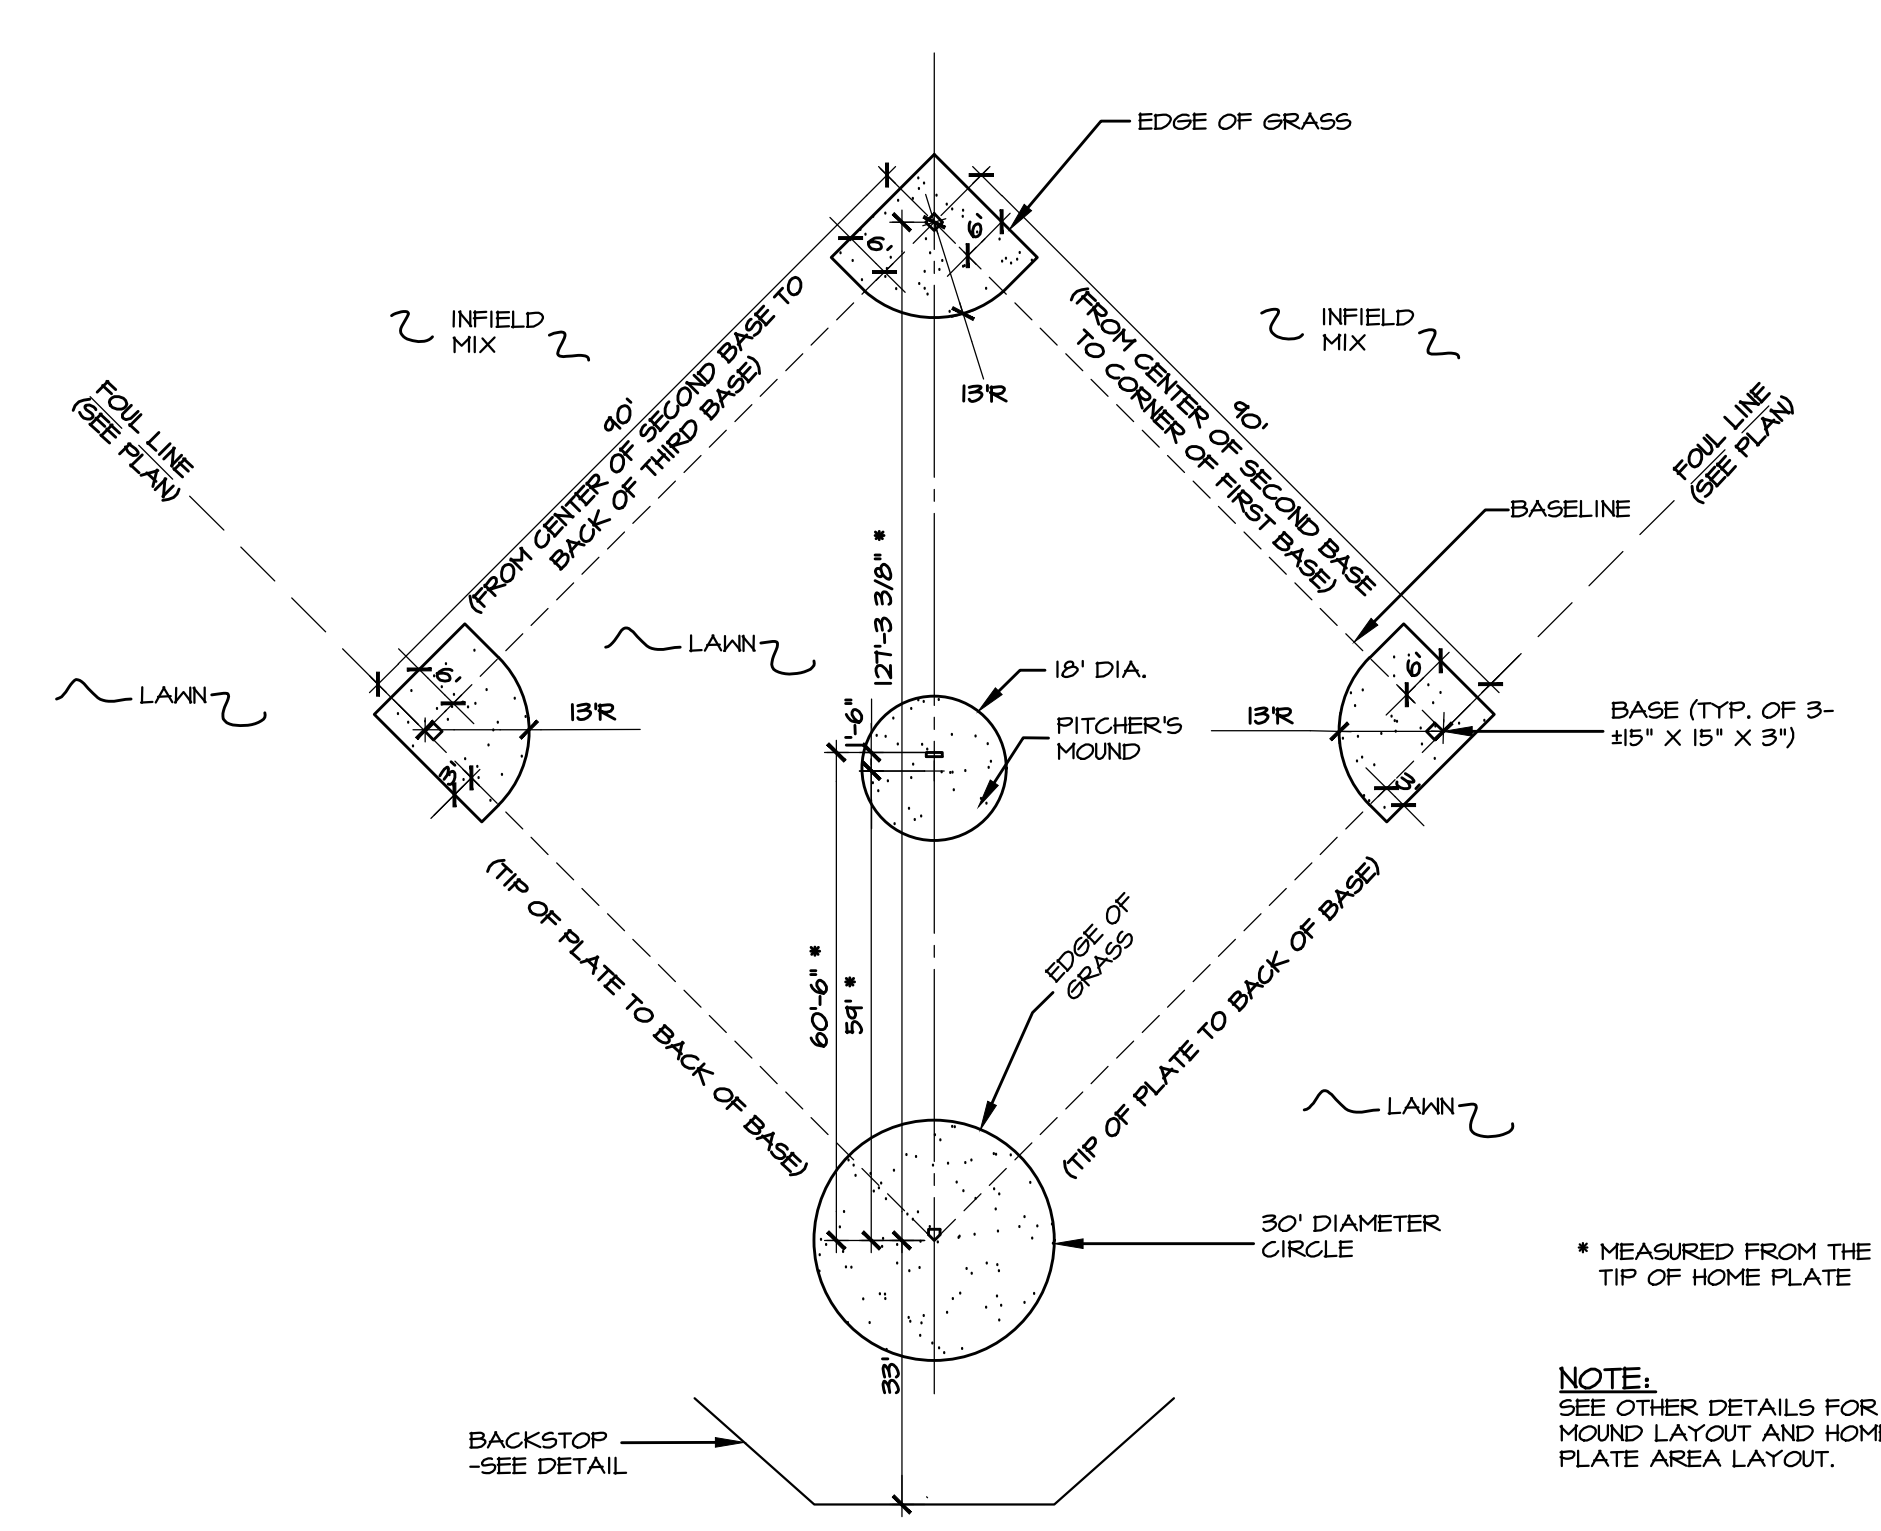 EDGE OF GRASS
6'
6'
INFIELD
MIX
INFIELD
MIX
13'R
90'
(FROM CENTER OF SECOND BASE TO
BACK OF THIRD BASE)
90'
(FROM CENTER OF SECOND BASE
TO CORNER OF FIRST BASE)
FOUL LINE
(SEE PLAN)
FOUL LINE
(SEE PLAN)
BASELINE
127'-3 3/8" *
LAWN
LAWN
6'
13'R
3'
18' DIA.
PITCHER'S
MOUND
1'-6"
13'R
6'
3'
BASE (TYP. OF 3-
±15" X 15" X 3")
(TIP OF PLATE TO BACK OF BASE)
(TIP OF PLATE TO BACK OF BASE)
60'-6" *
59' *
EDGE OF
GRASS
LAWN
30' DIAMETER
CIRCLE
* MEASURED FROM THE
TIP OF HOME PLATE
33'
BACKSTOP
-SEE DETAIL
NOTE:
SEE OTHER DETAILS FOR
MOUND LAYOUT AND HOM
PLATE AREA LAYOUT.